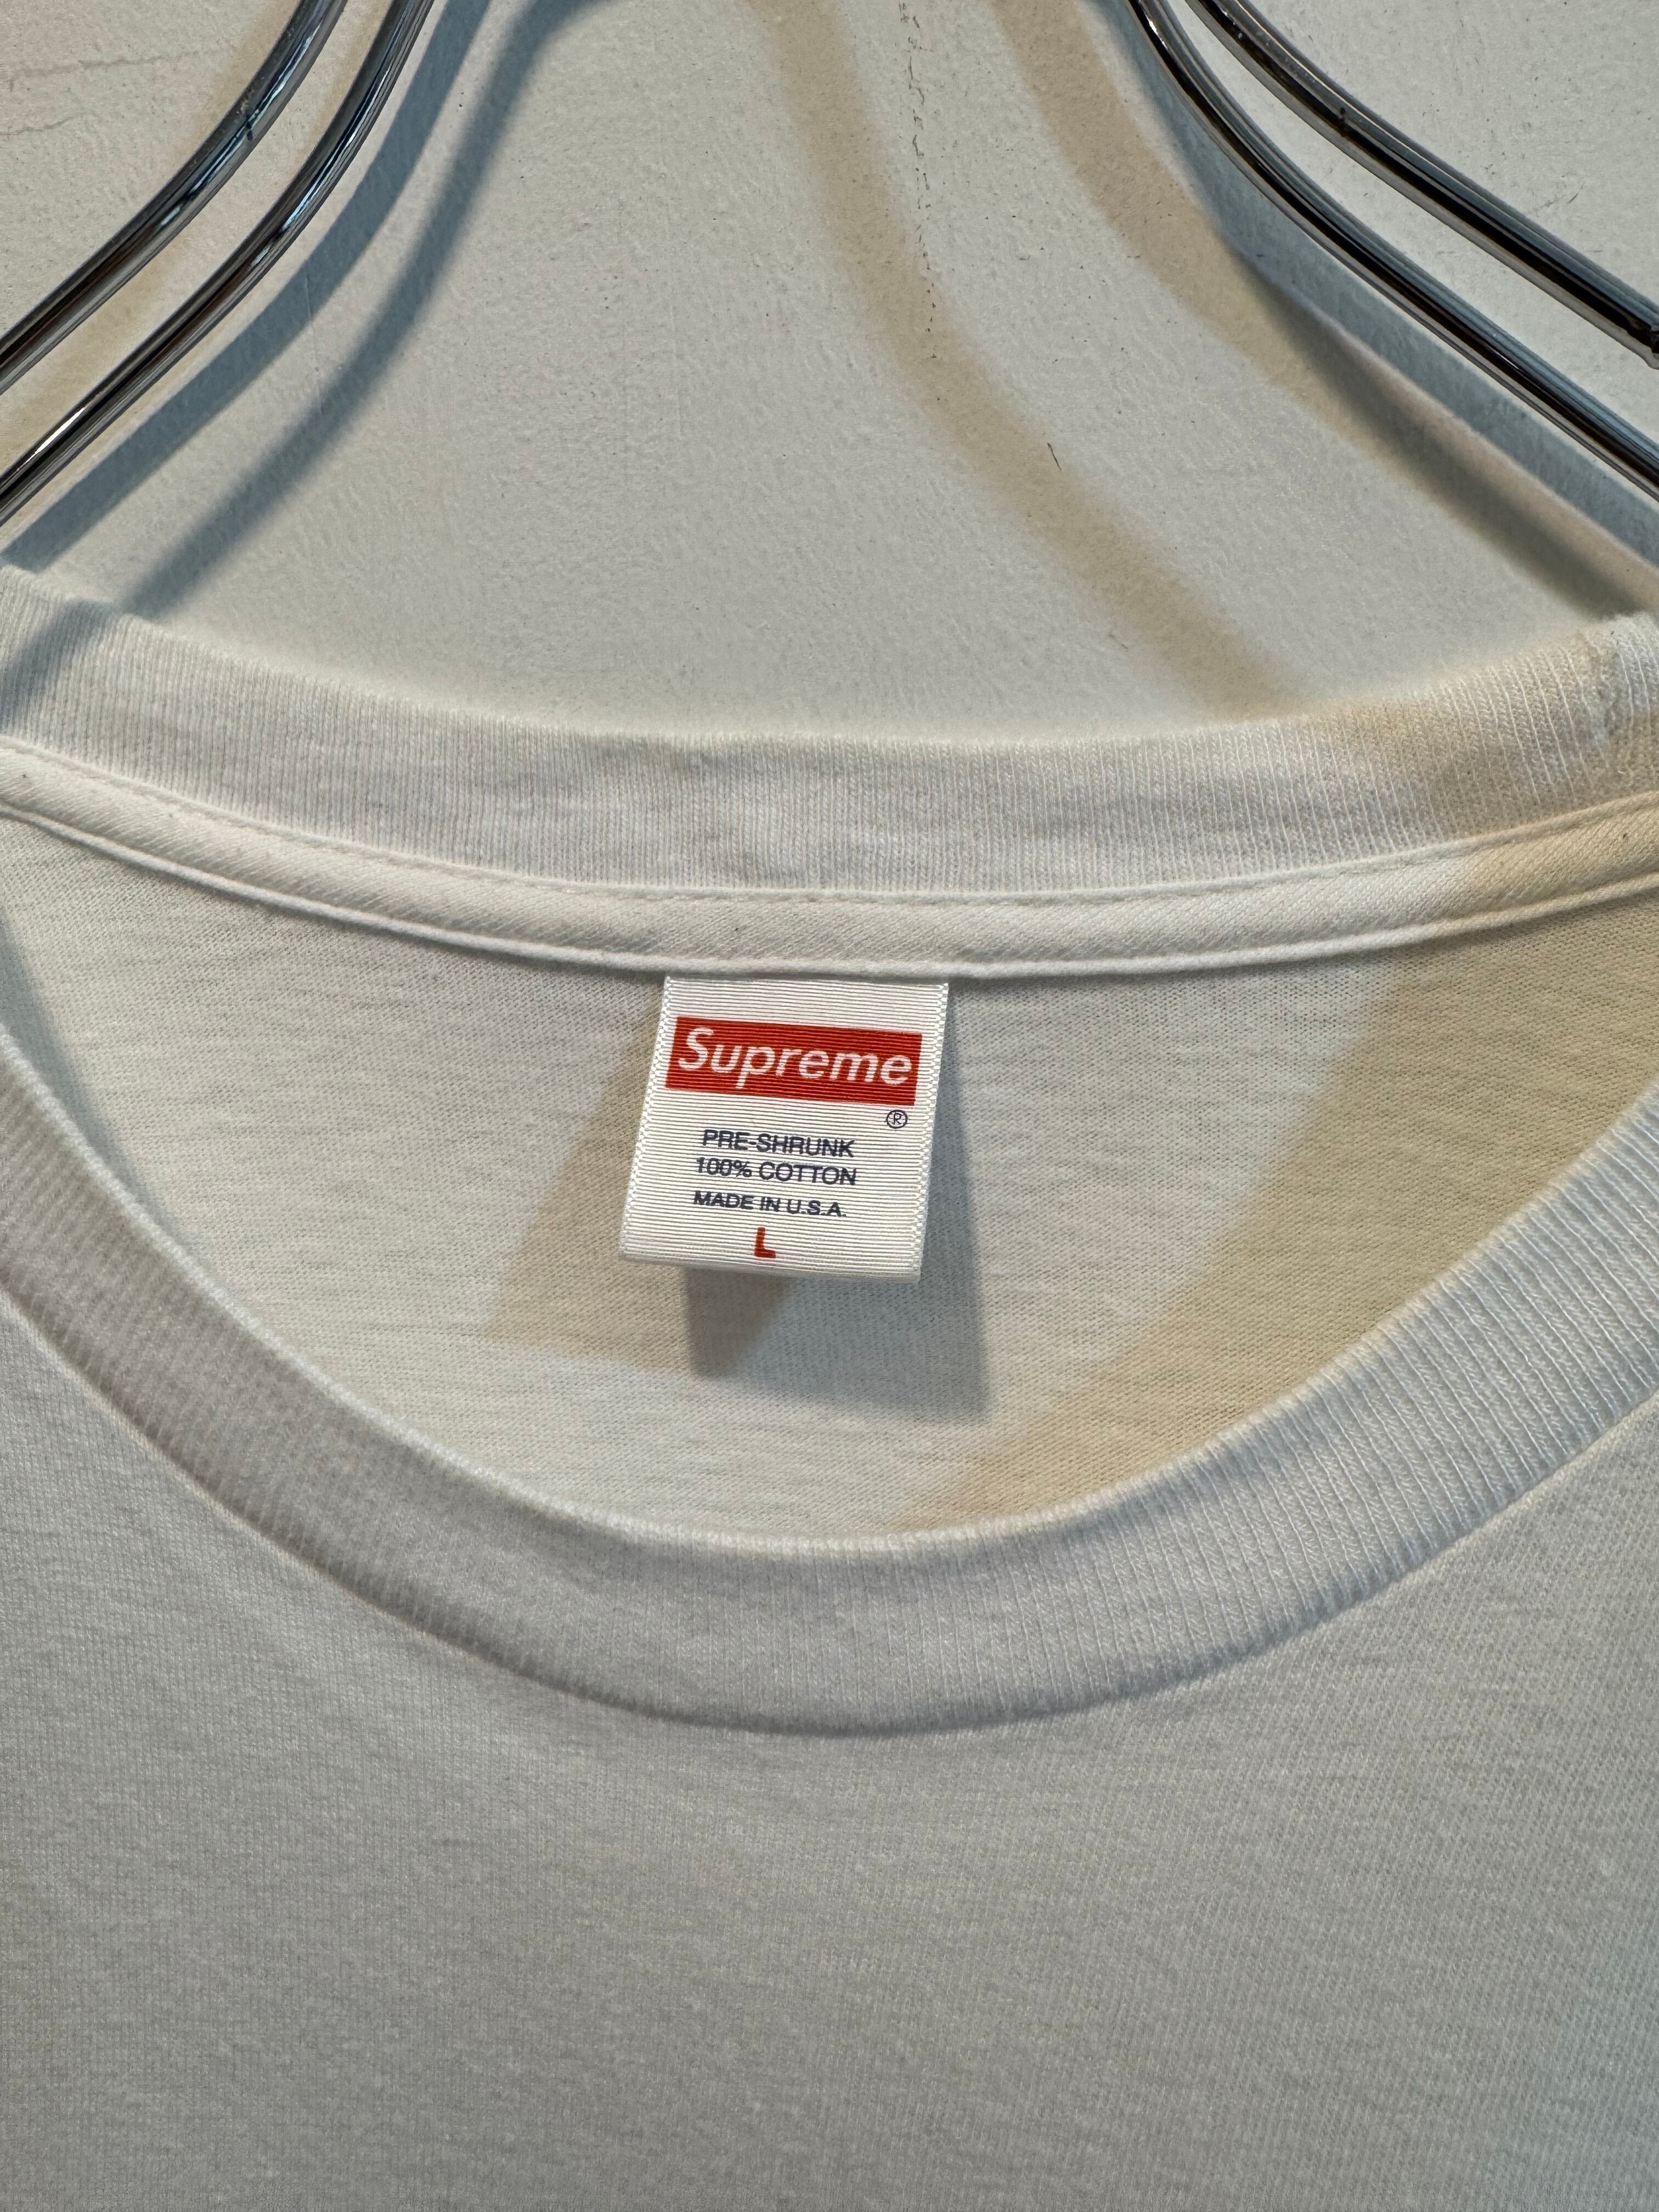 Supreme
®
PRE-SHRUNK
100% COTTON
MADE IN U.S.A.
L